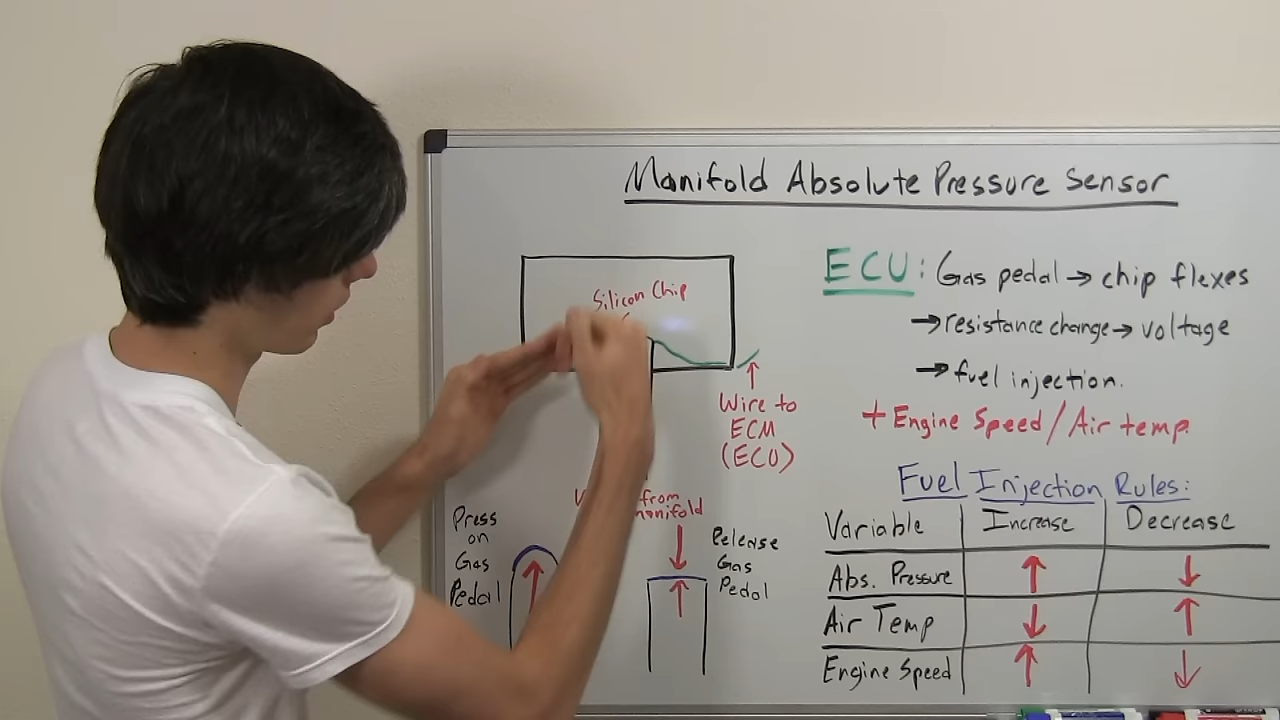 Manifold Absolute Pressure Sensor
Silicon Chip
Wire to
ECM
(ECU)
ECU: Gas pedal → chip flexes
→ resistance change → voltage
→ fuel injection.
+ Engine Speed / Air temp.
from
manifold
Press
on
Gas
Pedal
Release
Gas
Pedal
Fuel Injection Rules:
Variable Increase Decrease
Abs. Pressure ↑ ↓
Air Temp ↓ ↑
Engine Speed ↑ ↓